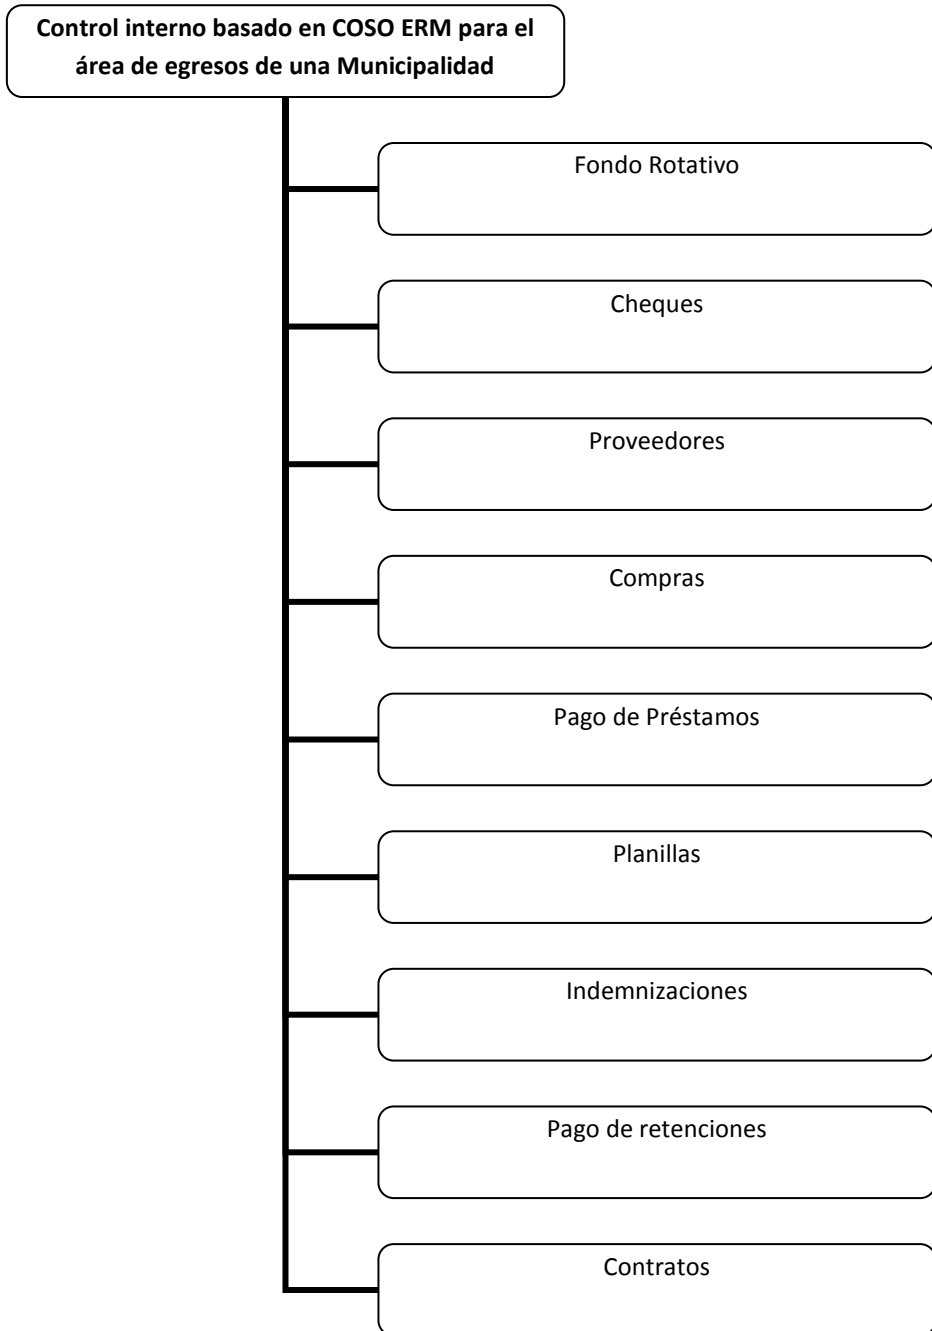 Control interno basado en COSO ERM para el
área de egresos de una Municipalidad
Fondo Rotativo
Cheques
Proveedores
Compras
Pago de Préstamos
Planillas
Indemnizaciones
Pago de retenciones
Contratos